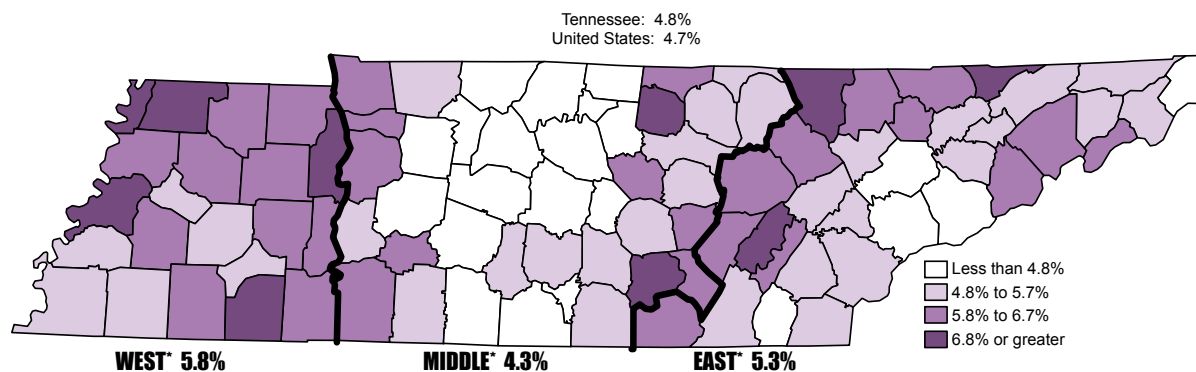 Tennessee: 4.8%
United States: 4.7%
Less than 4.8%
4.8% to 5.7%
5.8% to 6.7%
6.8% or greater
WEST* 5.8%
MIDDLE* 4.3%
EAST* 5.3%